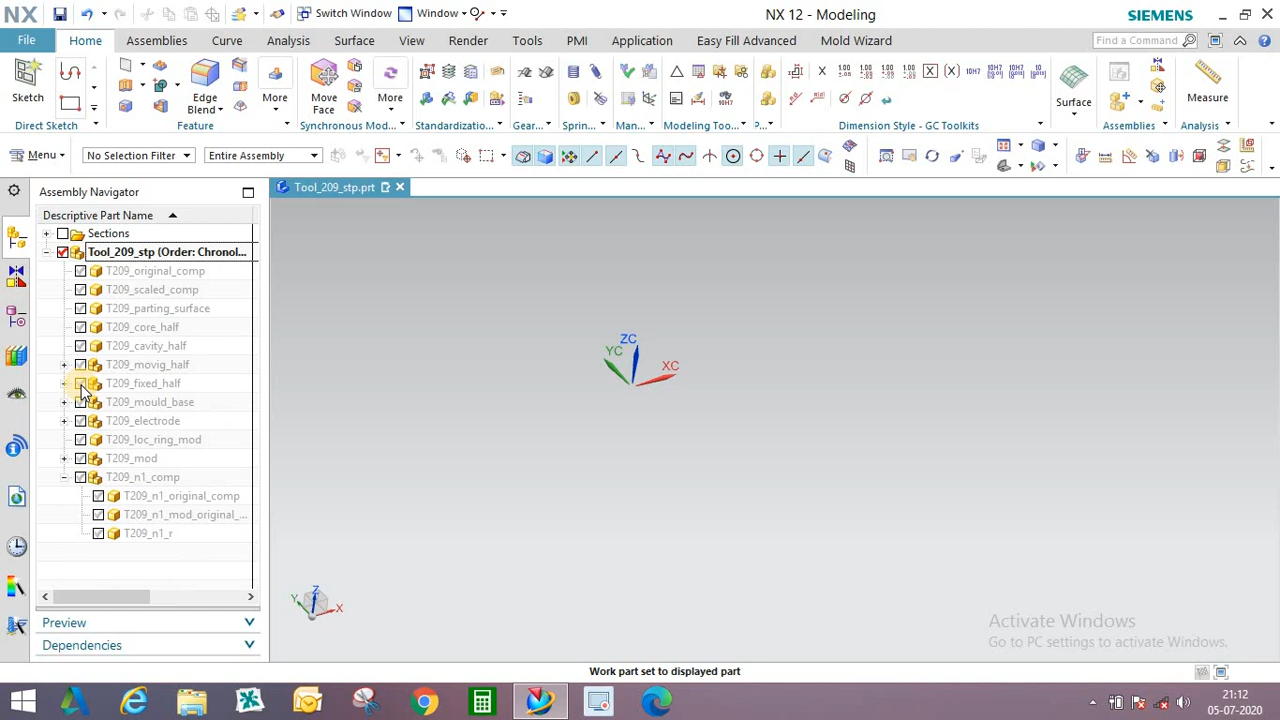 NX
Switch Window
Window
NX 12 - Modeling
SIEMENS
File
Home
Assemblies
Curve
Analysis
Surface
View
Render
Tools
PMI
Application
Easy Fill Advanced
Mold Wizard
Find a Command
Sketch
Edge
Blend
More
Move
Face
More
Surface
Measure
Direct Sketch
Feature
Synchronous Mod...
Standardizatio...
Gear...
Sprin...
Man...
Modeling Too...
P...
Dimension Style - GC Toolkits
Assemblies
Analysis
Menu
No Selection Filter
Entire Assembly
Assembly Navigator
Tool_209_stp.prt
Descriptive Part Name
Sections
Tool_209_stp (Order: Chronol...
T209_original_comp
T209_scaled_comp
T209_parting_surface
T209_core_half
T209_cavity_half
T209_movig_half
T209_fixed_half
T209_mould_base
T209_electrode
T209_loc_ring_mod
T209_mod
T209_n1_comp
T209_n1_original_comp
T209_n1_mod_original_...
T209_n1_r
ZC
YC
XC
Z
Y
X
Preview
Dependencies
Activate Windows
Go to PC settings to activate Windows.
Work part set to displayed part
21:12
05-07-2020